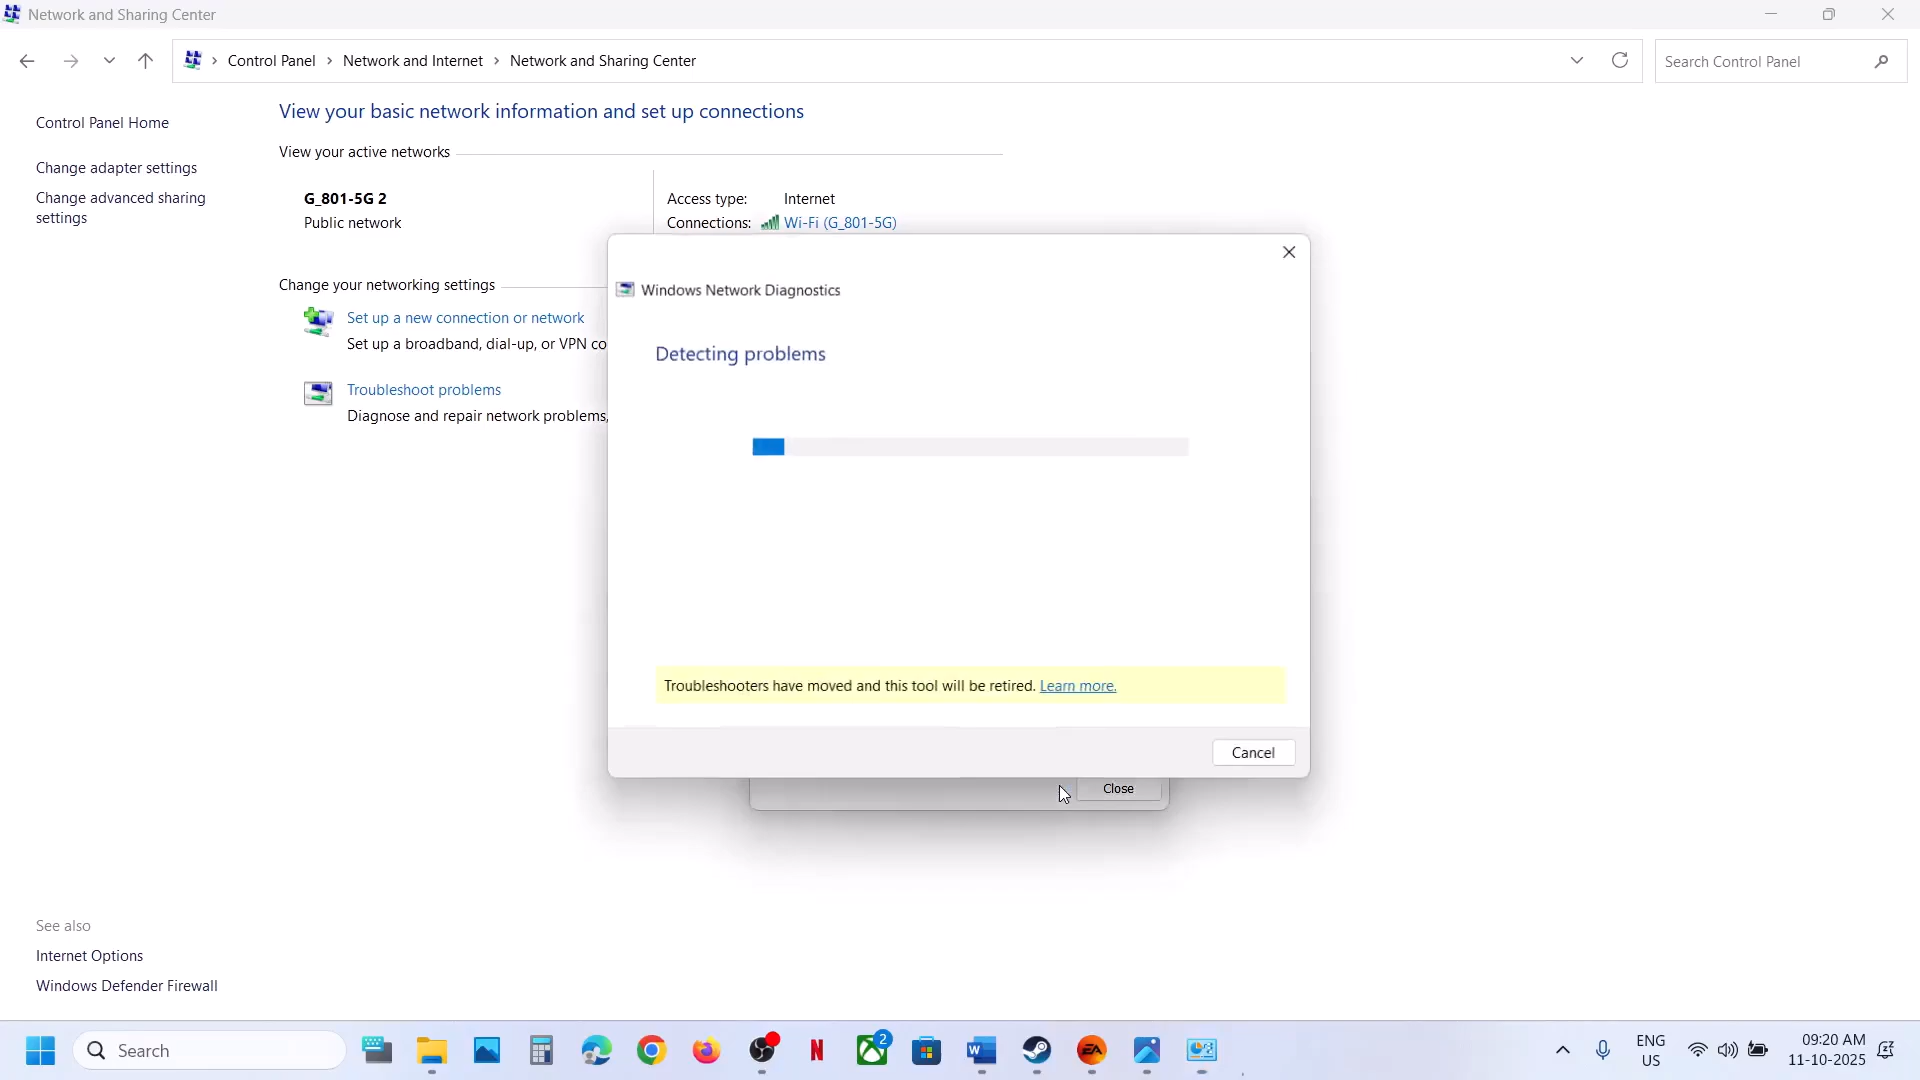 Network and Sharing Center
Control Panel > Network and Internet > Network and Sharing Center
Search Control Panel
Control Panel Home
Change adapter settings
Change advanced sharing
settings
View your basic network information and set up connections
View your active networks
G_801-5G 2
Public network
Access type: Internet
Connections: Wi-Fi (G_801-5G)
Change your networking settings
Set up a new connection or network
Set up a broadband, dial-up, or VPN co
Troubleshoot problems
Diagnose and repair network problems,
Windows Network Diagnostics
Detecting problems
Troubleshooters have moved and this tool will be retired. Learn more.
Cancel
Close
See also
Internet Options
Windows Defender Firewall
Search
2
ENG
US
09:20 AM
11-10-2025